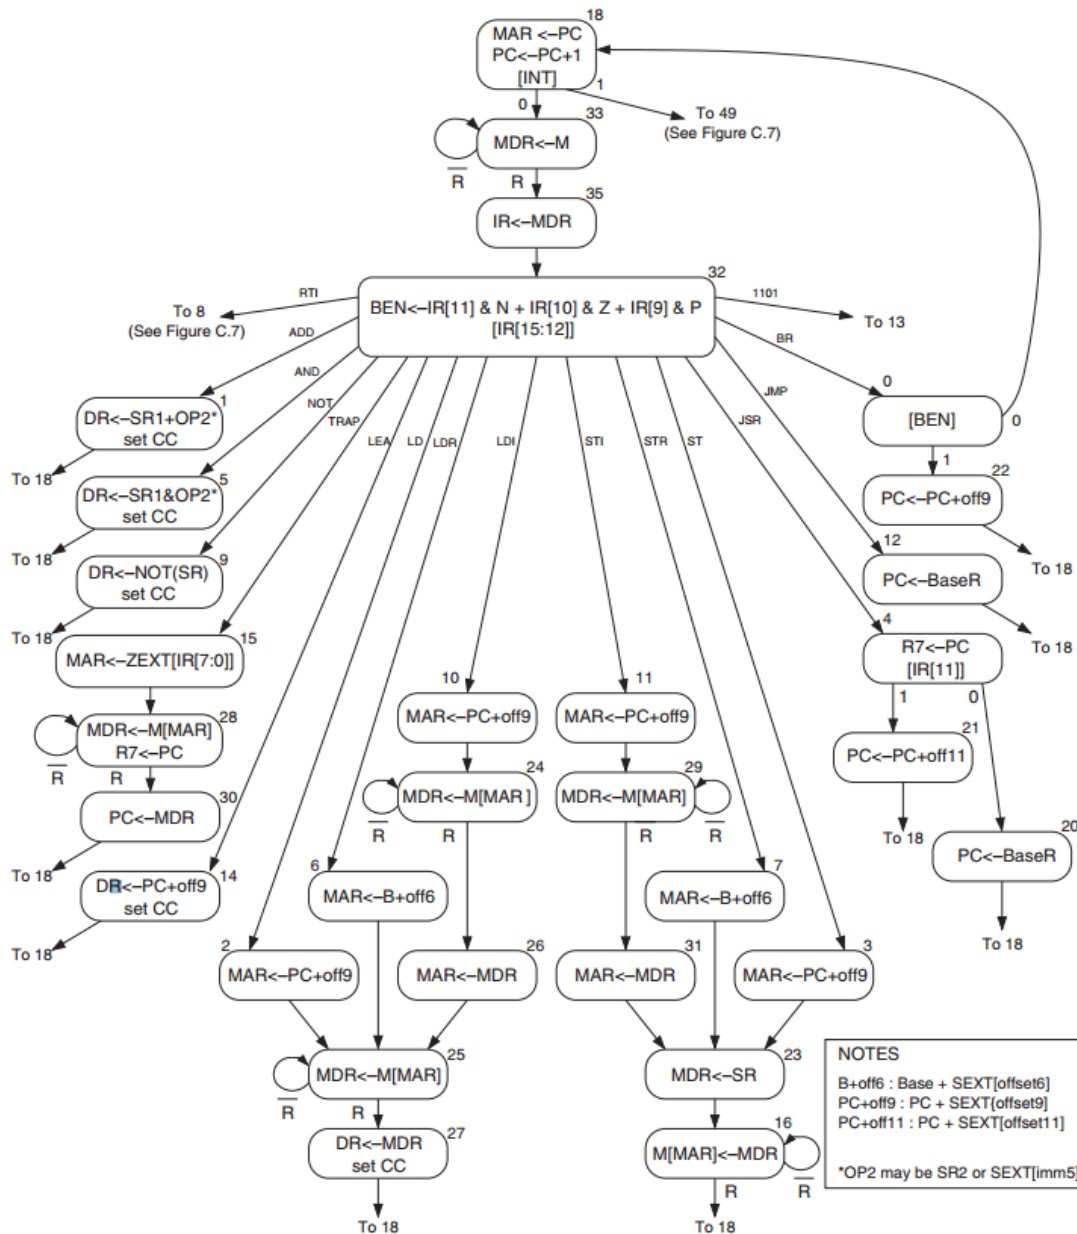 18
MAR <–PC
PC<–PC+1
[INT]
0
1
To 49
(See Figure C.7)
33
MDR<–M
R
R
35
IR<–MDR
32
BEN<–IR[11] & N + IR[10] & Z + IR[9] & P
[IR[15:12]]
RTI
To 8
(See Figure C.7)
1101
To 13
ADD
AND
NOT
TRAP
LEA
LD
LDR
LDI
STI
STR
ST
JSR
JMP
BR
1
DR<–SR1+OP2*
set CC
To 18
5
DR<–SR1&OP2*
set CC
To 18
9
DR<–NOT(SR)
set CC
To 18
15
MAR<–ZEXT[IR[7:0]]
28
MDR<–M[MAR]
R7<–PC
R
R
30
PC<–MDR
To 18
14
DR<–PC+off9
set CC
To 18
0
[BEN]
0
1
22
PC<–PC+off9
To 18
12
PC<–BaseR
To 18
4
R7<–PC
[IR[11]]
1
0
21
PC<–PC+off11
To 18
20
PC<–BaseR
To 18
10
MAR<–PC+off9
24
MDR<–M[MAR]
R
R
11
MAR<–PC+off9
29
MDR<–M[MAR]
R
R
6
MAR<–B+off6
7
MAR<–B+off6
2
MAR<–PC+off9
26
MAR<–MDR
31
MAR<–MDR
3
MAR<–PC+off9
25
MDR<–M[MAR]
R
R
27
DR<–MDR
set CC
To 18
23
MDR<–SR
16
M[MAR]<–MDR
R
R
To 18
NOTES
B+off6 : Base + SEXT[offset6]
PC+off9 : PC + SEXT{offset9]
PC+off11 : PC + SEXT[offset11]
*OP2 may be SR2 or SEXT[imm5]